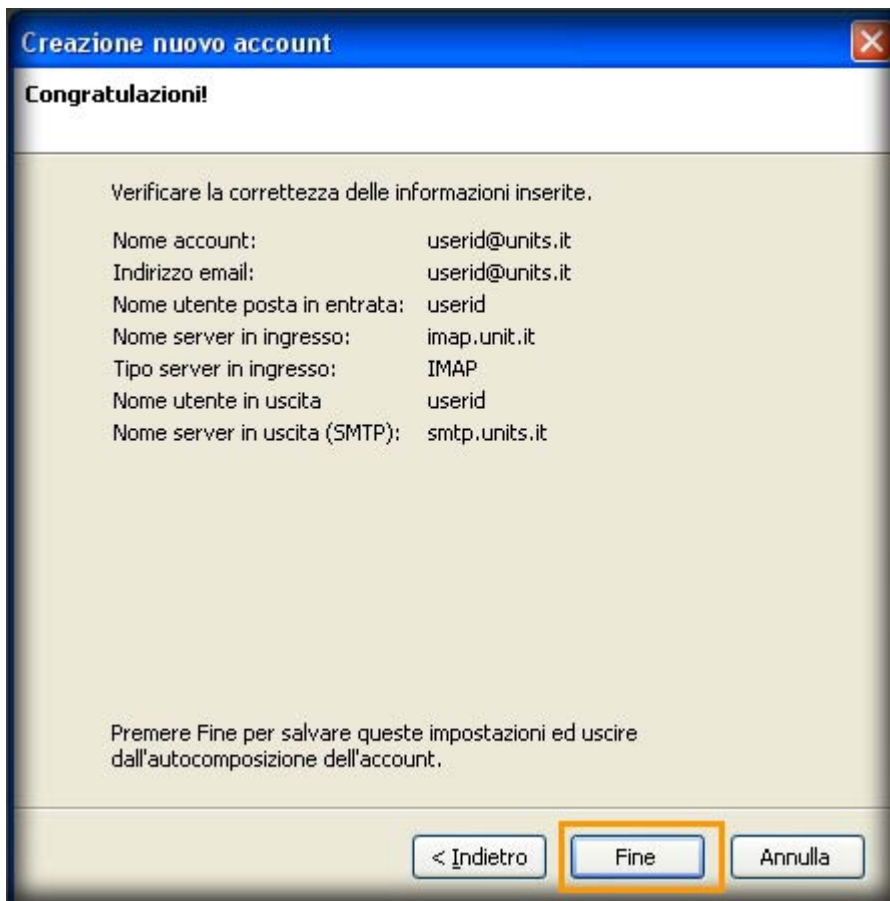 Creazione nuovo account
Congratulazioni!
Verificare la correttezza delle informazioni inserite.
Nome account: userid@units.it
Indirizzo email: userid@units.it
Nome utente posta in entrata: userid
Nome server in ingresso: imap.unit.it
Tipo server in ingresso: IMAP
Nome utente in uscita userid
Nome server in uscita (SMTP): smtp.units.it
Premere Fine per salvare queste impostazioni ed uscire
dall'autocomposizione dell'account.
< Indietro Fine Annulla